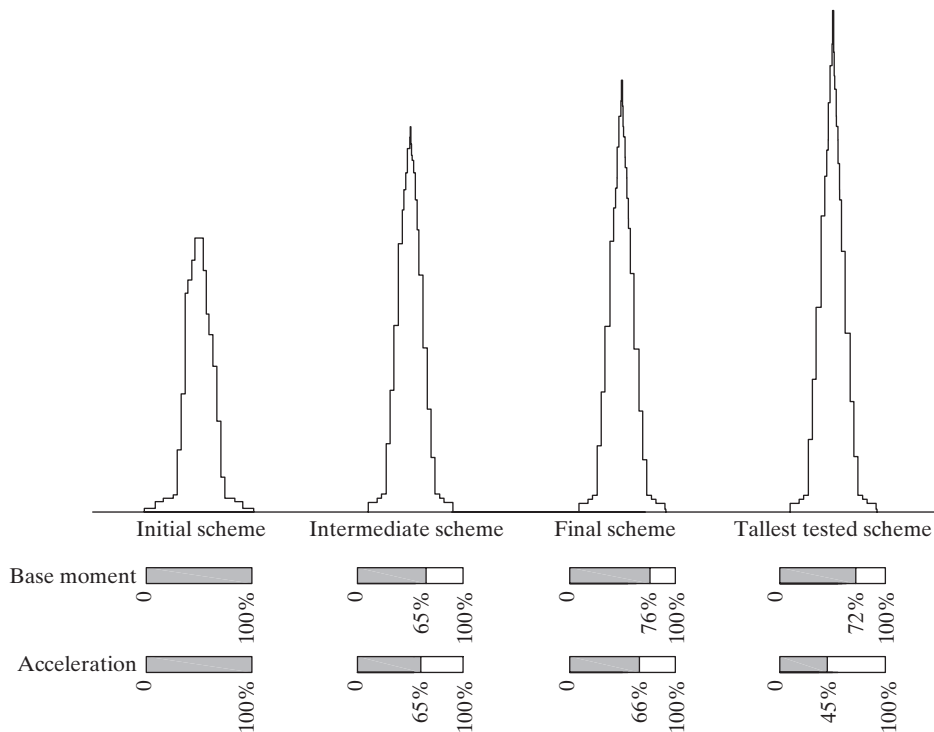 Initial scheme Intermediate scheme Final scheme Tallest tested scheme
Base moment
0 100% 0 65% 100% 0 76% 100% 0 72% 100%
Acceleration
0 100% 0 65% 100% 0 66% 100% 0 45% 100%